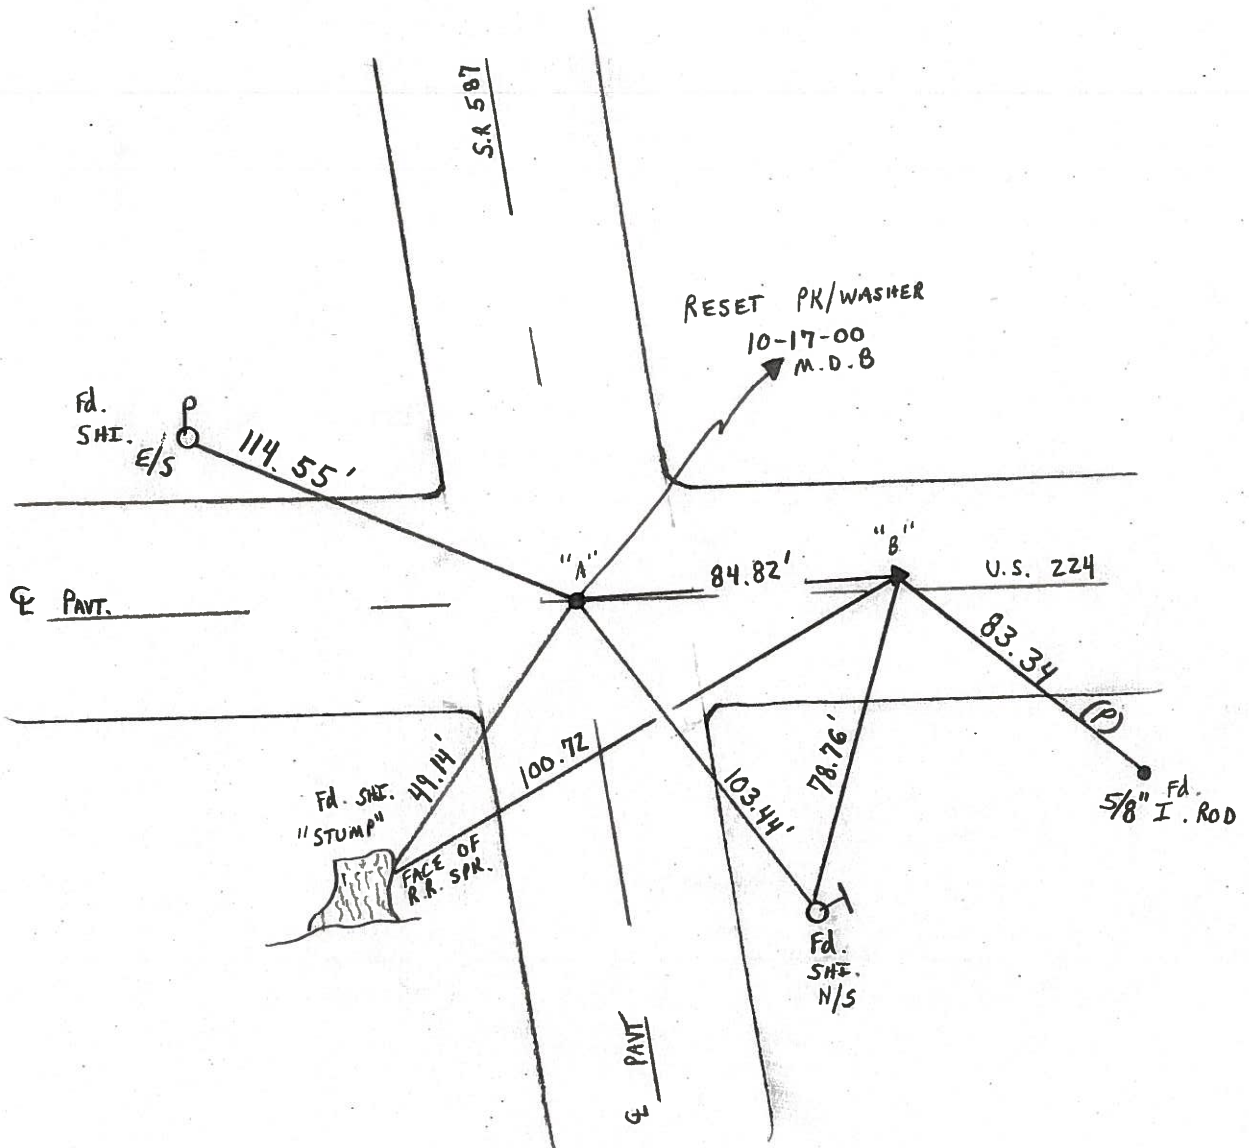 S.R 587
RESET PK/WASHER
10-17-00
M.D.B
Fd.
SHI.
E/S
114.55'
"A"
"B"
84.82'
U.S. 224
℄ PAVT.
83.34
(P)
49.14'
100.72
103.44'
78.76'
Fd. SHI.
"STUMP"
FACE OF
R.R. SPK.
Fd.
5/8" I. ROD
Fd.
SHI.
N/S
℄ PAVT